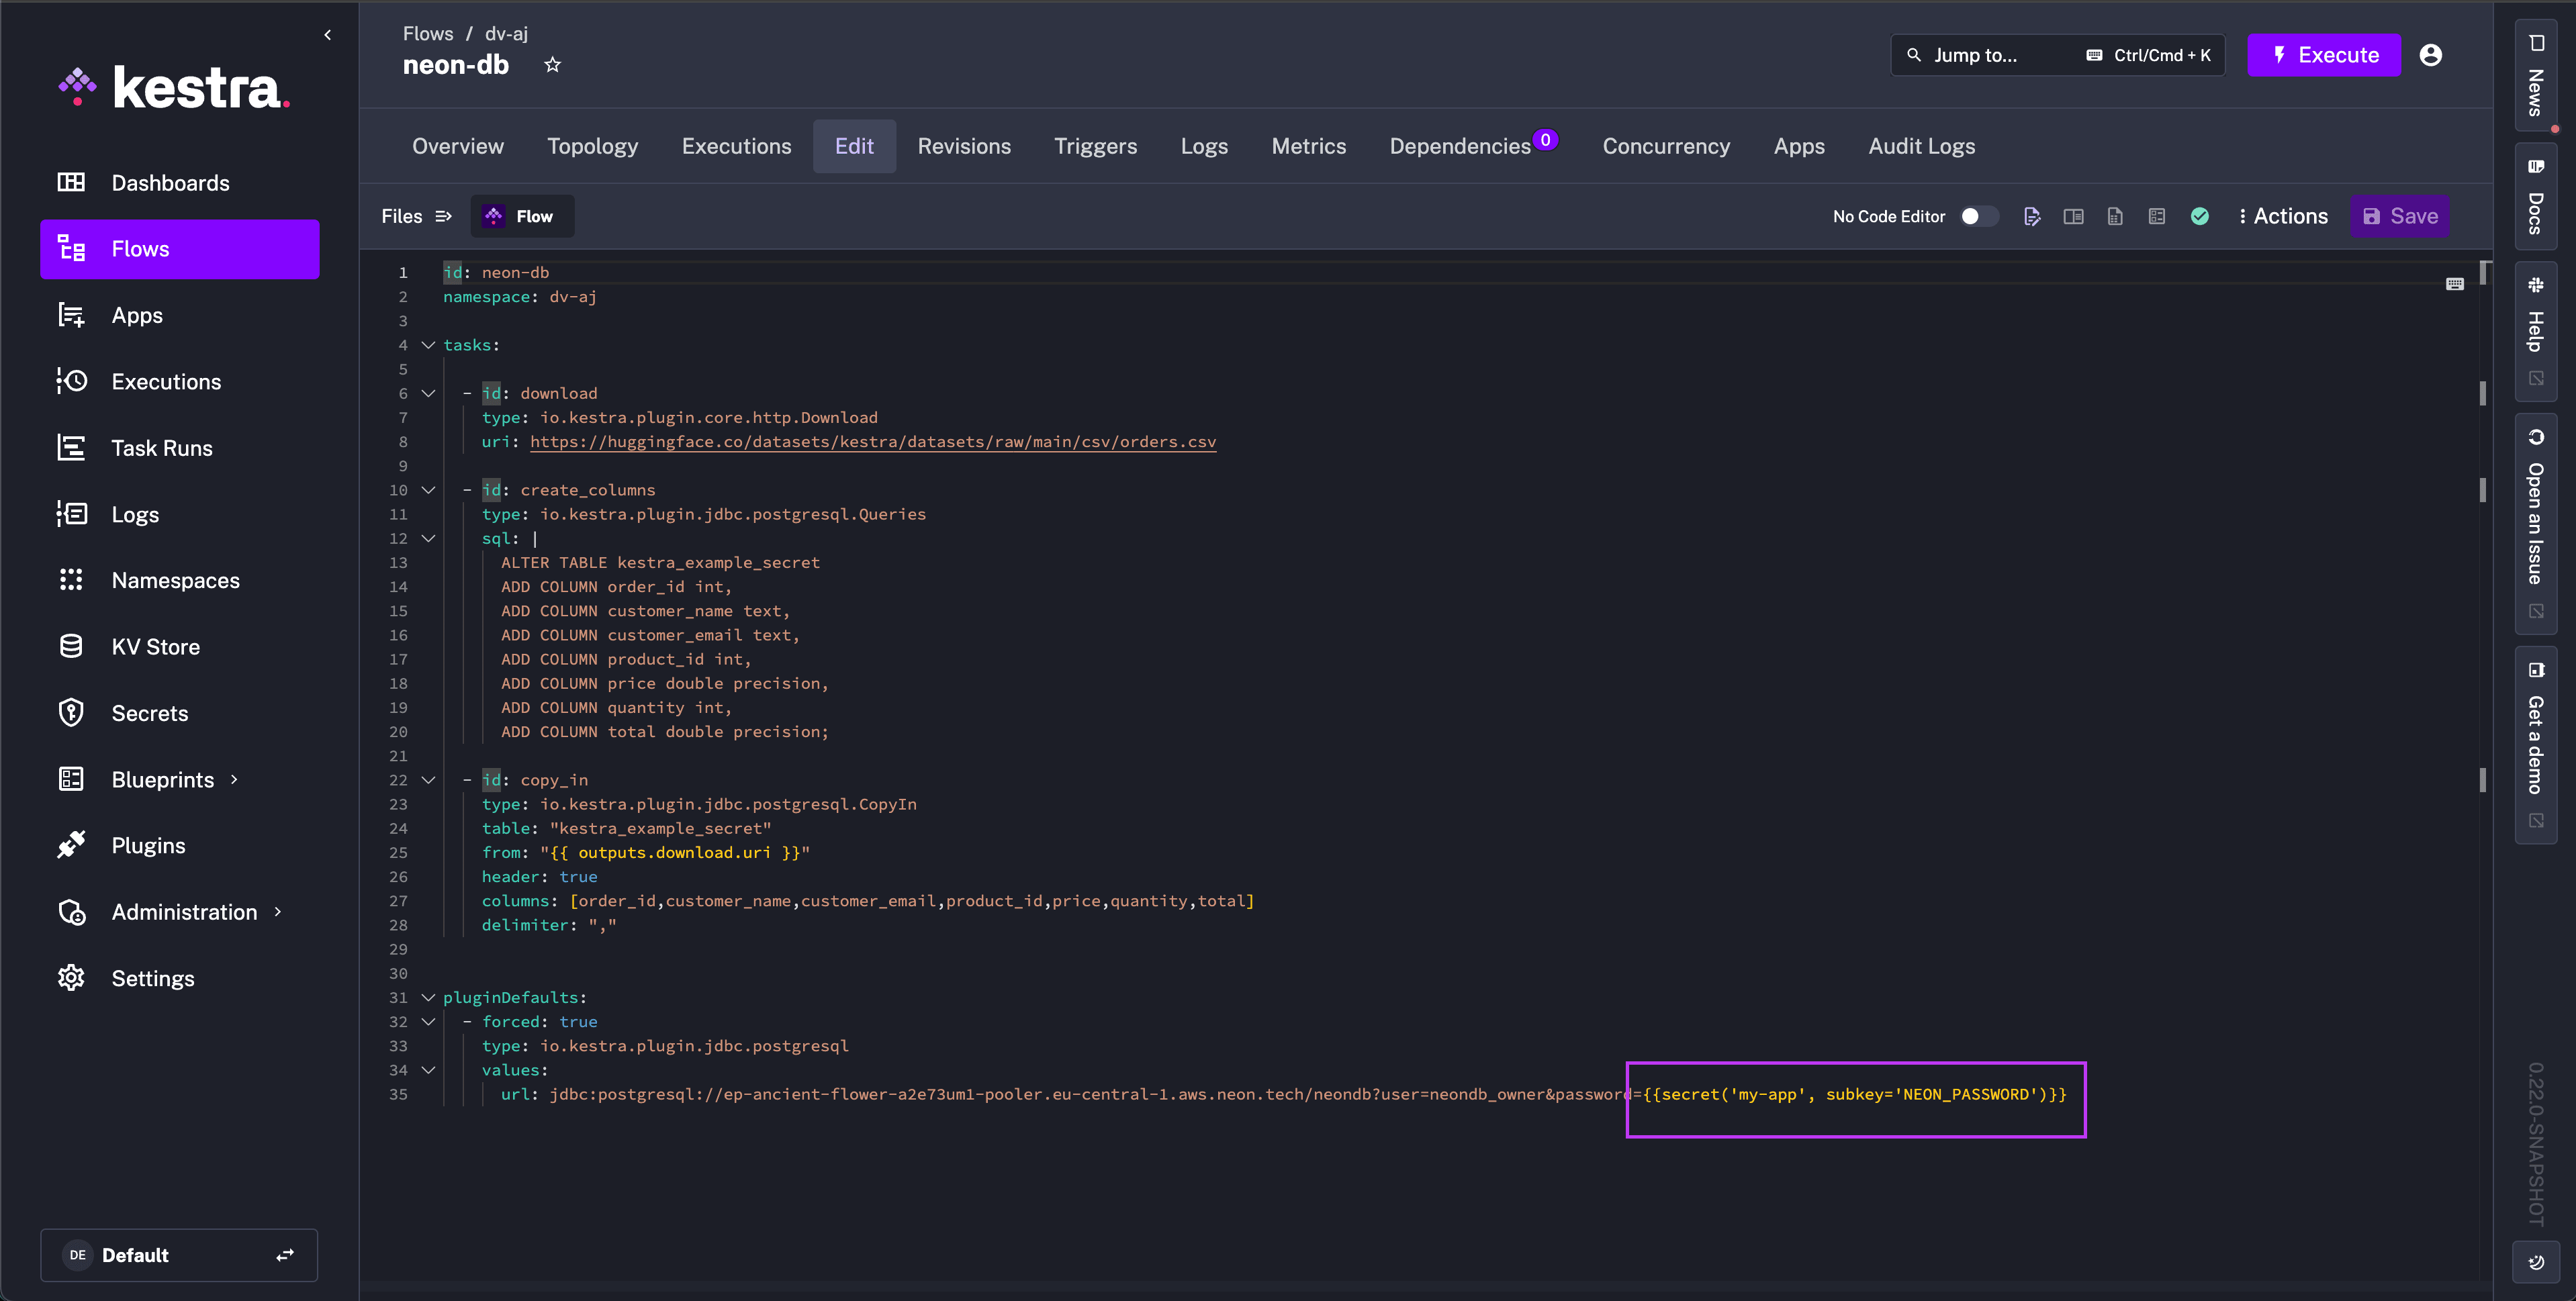 kestra.
Dashboards
Flows
Apps
Executions
Task Runs
Logs
Namespaces
KV Store
Secrets
Blueprints
Plugins
Administration
Settings
DE Default
Flows / dv-aj
neon-db
Jump to... Ctrl/Cmd + K
Execute
Overview Topology Executions Edit Revisions Triggers Logs Metrics Dependencies 0 Concurrency Apps Audit Logs
Files Flow No Code Editor Actions Save
1 id: neon-db
2 namespace: dv-aj
3
4 tasks:
5
6 - id: download
7 type: io.kestra.plugin.core.http.Download
8 uri: https://huggingface.co/datasets/kestra/datasets/raw/main/csv/orders.csv
9
10 - id: create_columns
11 type: io.kestra.plugin.jdbc.postgresql.Queries
12 sql: |
13 ALTER TABLE kestra_example_secret
14 ADD COLUMN order_id int,
15 ADD COLUMN customer_name text,
16 ADD COLUMN customer_email text,
17 ADD COLUMN product_id int,
18 ADD COLUMN price double precision,
19 ADD COLUMN quantity int,
20 ADD COLUMN total double precision;
21
22 - id: copy_in
23 type: io.kestra.plugin.jdbc.postgresql.CopyIn
24 table: "kestra_example_secret"
25 from: "{{ outputs.download.uri }}"
26 header: true
27 columns: [order_id,customer_name,customer_email,product_id,price,quantity,total]
28 delimiter: ","
29
30
31 pluginDefaults:
32 - forced: true
33 type: io.kestra.plugin.jdbc.postgresql
34 values:
35 url: jdbc:postgresql://ep-ancient-flower-a2e73um1-pooler.eu-central-1.aws.neon.tech/neondb?user=neondb_owner&password={{secret('my-app', subkey='NEON_PASSWORD')}}
News
Docs
Help
Open an Issue
Get a demo
0.22.0-SNAPSHOT